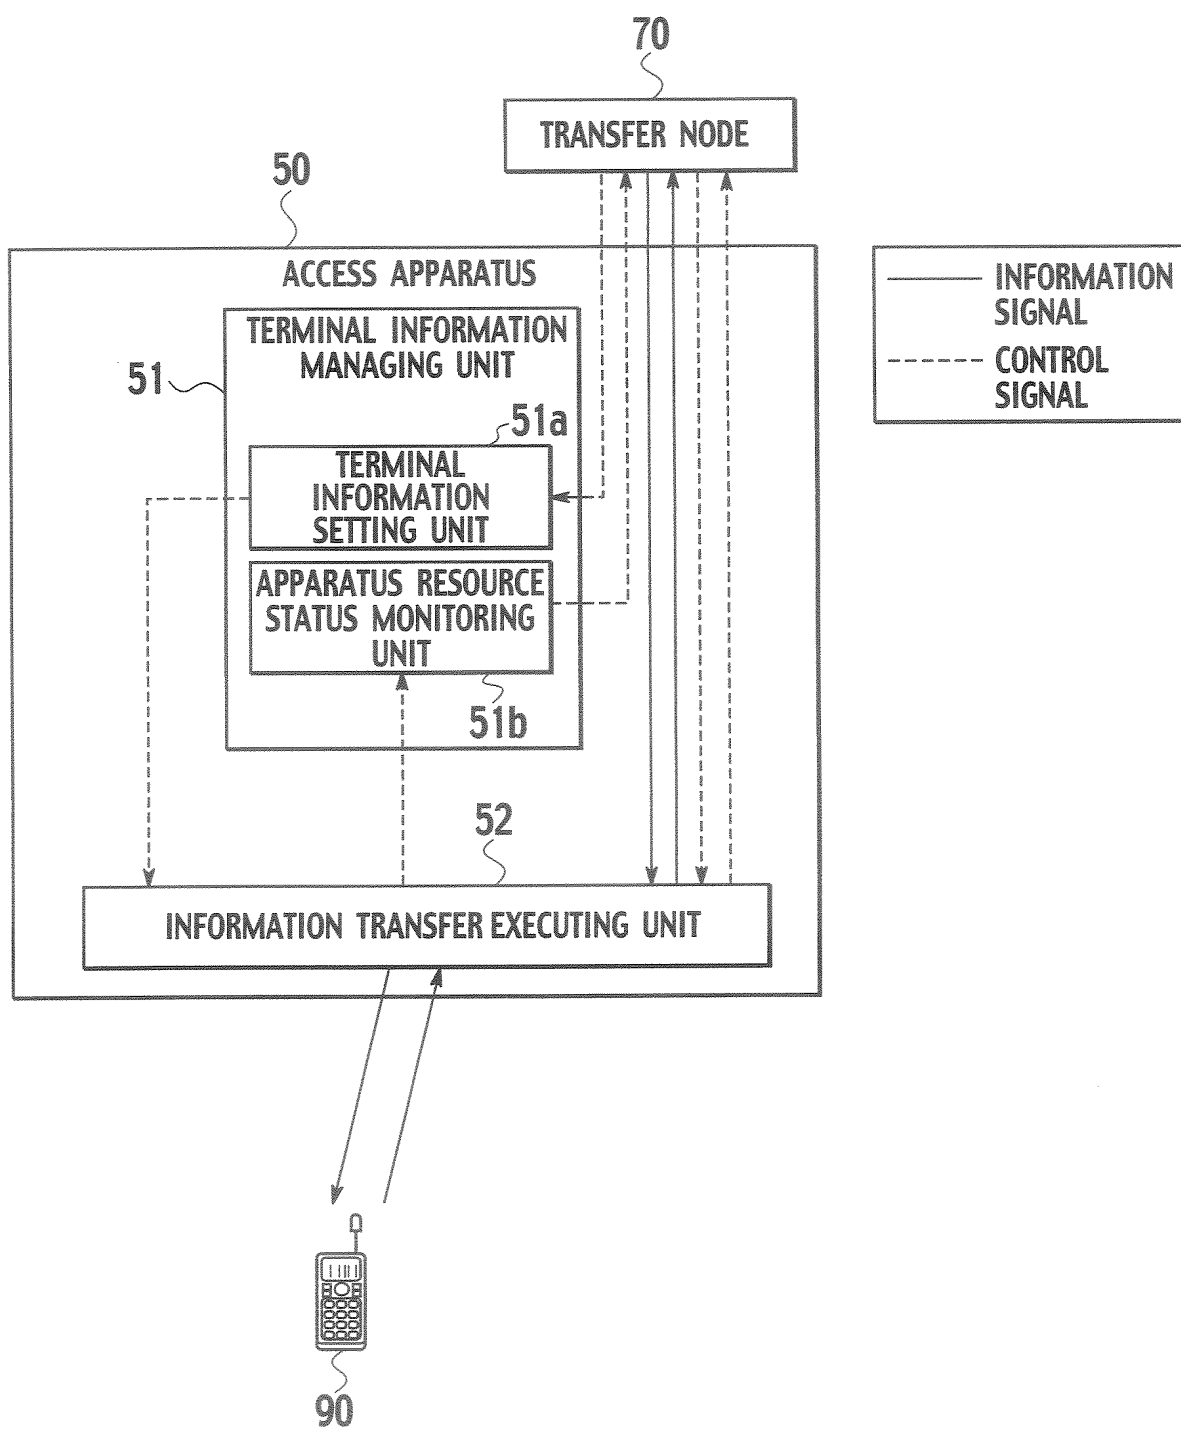 70
TRANSFER NODE
50
ACCESS APPARATUS
INFORMATION
SIGNAL
CONTROL
SIGNAL
TERMINAL INFORMATION
MANAGING UNIT
51
51a
TERMINAL
INFORMATION
SETTING UNIT
APPARATUS RESOURCE
STATUS MONITORING
UNIT
51b
52
INFORMATION TRANSFER EXECUTING UNIT
90